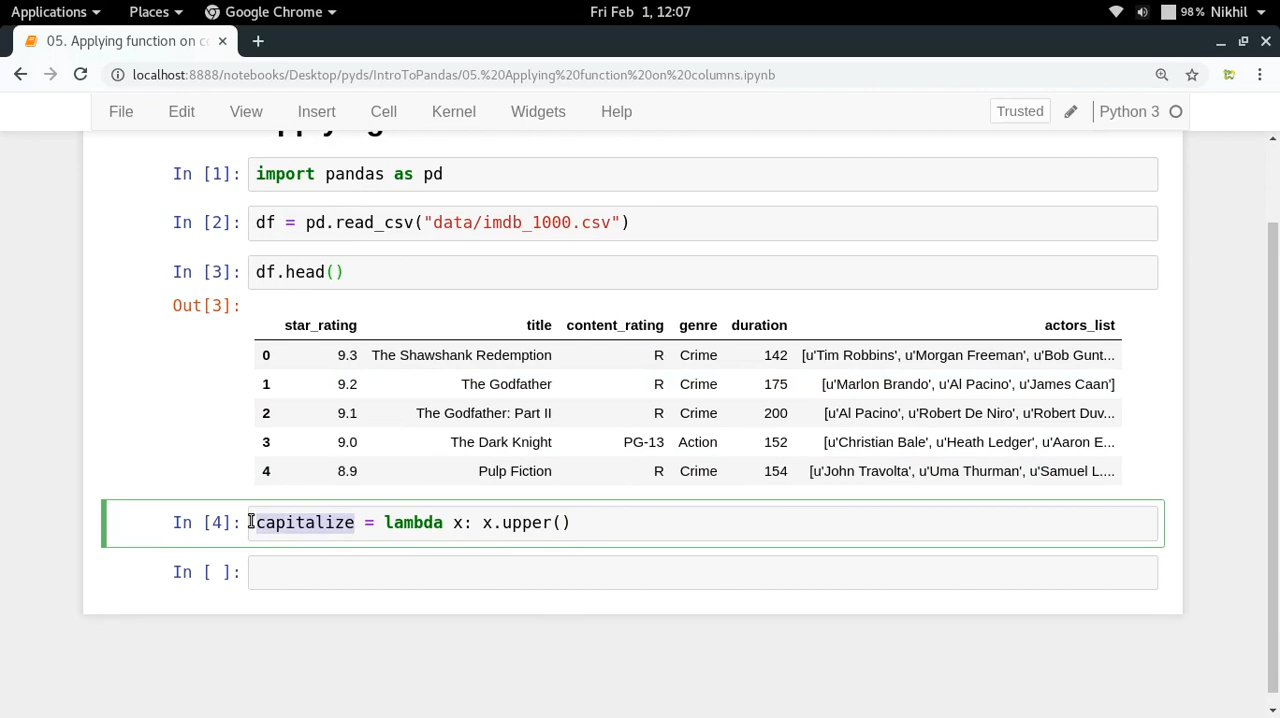 Applications Places Google Chrome Fri Feb 1, 12:07 98% Nikhil
05. Applying function on c
localhost:8888/notebooks/Desktop/pyds/IntroToPandas/05.%20Applying%20function%20on%20columns.ipynb
File Edit View Insert Cell Kernel Widgets Help Trusted Python 3
In [1]: import pandas as pd
In [2]: df = pd.read_csv("data/imdb_1000.csv")
In [3]: df.head()
Out[3]:
star_rating title content_rating genre duration actors_list
0 9.3 The Shawshank Redemption R Crime 142 [u'Tim Robbins', u'Morgan Freeman', u'Bob Gunt...
1 9.2 The Godfather R Crime 175 [u'Marlon Brando', u'Al Pacino', u'James Caan']
2 9.1 The Godfather: Part II R Crime 200 [u'Al Pacino', u'Robert De Niro', u'Robert Duv...
3 9.0 The Dark Knight PG-13 Action 152 [u'Christian Bale', u'Heath Ledger', u'Aaron E...
4 8.9 Pulp Fiction R Crime 154 [u'John Travolta', u'Uma Thurman', u'Samuel L....
In [4]: capitalize = lambda x: x.upper()
In [ ]: